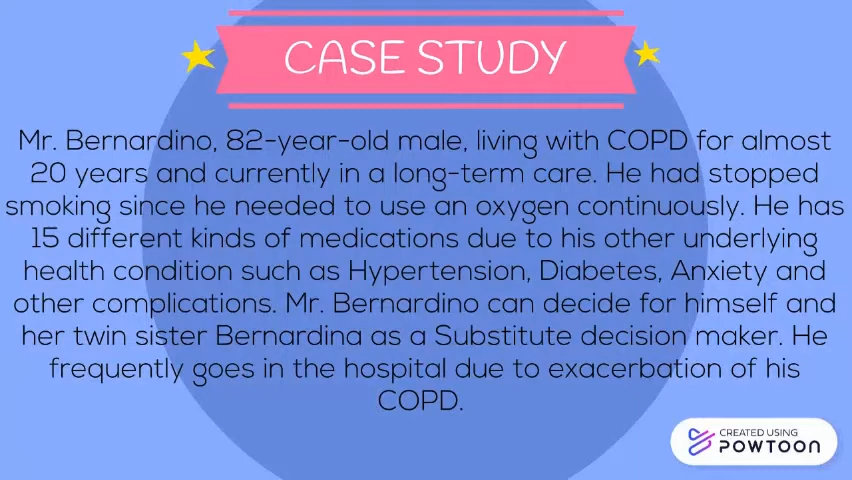 CASE STUDY
Mr. Bernardino, 82-year-old male, living with COPD for almost
20 years and currently in a long-term care. He had stopped
smoking since he needed to use an oxygen continuously. He has
15 different kinds of medications due to his other underlying
health condition such as Hypertension, Diabetes, Anxiety and
other complications. Mr. Bernardino can decide for himself and
her twin sister Bernardina as a Substitute decision maker. He
frequently goes in the hospital due to exacerbation of his
COPD.
CREATED USING
POWTOON